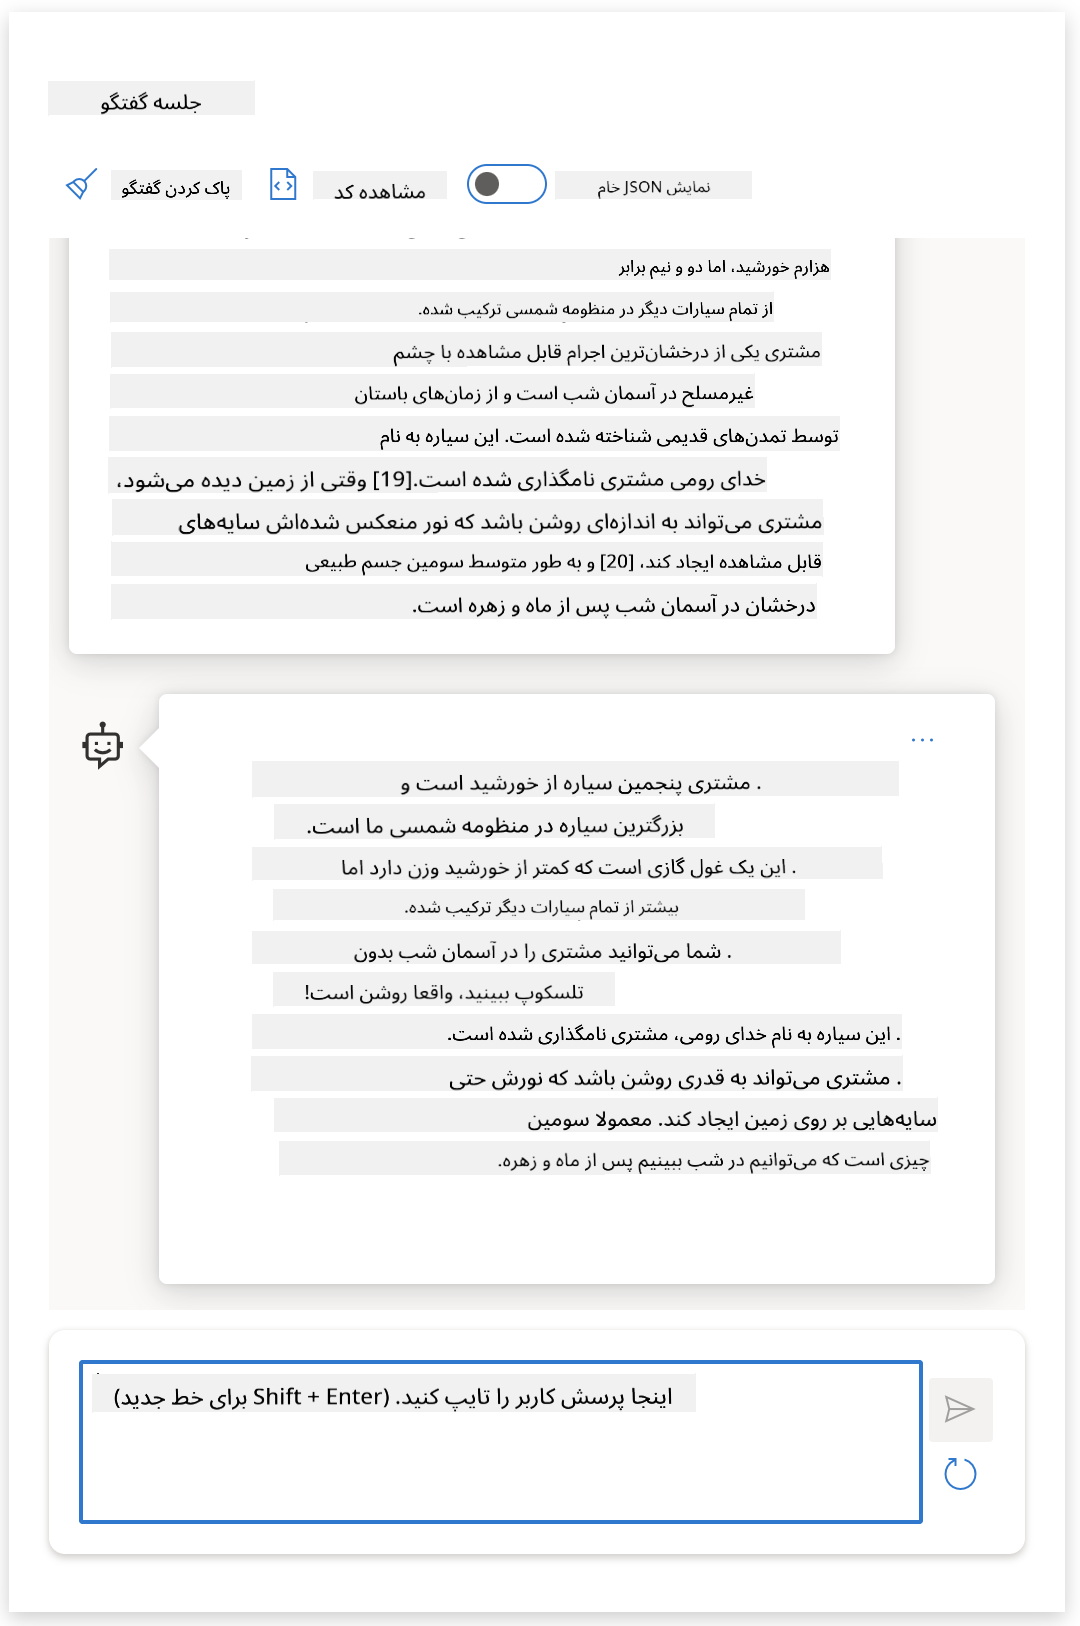 جلسه گفتگو
پاک کردن گفتگو
مشاهده کد
نمایش JSON خام
هزارم خورشید، اما دو و نیم برابر
از تمام سیارات دیگر در منظومه شمسی ترکیب شده.
مشتری یکی از درخشان‌ترین اجرام قابل مشاهده با چشم
غیرمسلح در آسمان شب است و از زمان‌های باستان
توسط تمدن‌های قدیمی شناخته شده است. این سیاره به نام
خدای رومی مشتری نامگذاری شده است.[19] وقتی از زمین دیده می‌شود،
مشتری می‌تواند به اندازه‌ای روشن باشد که نور منعکس شده‌اش سایه‌های
قابل مشاهده ایجاد کند، [20] و به طور متوسط سومین جسم طبیعی
درخشان در آسمان شب پس از ماه و زهره است.
. مشتری پنجمین سیاره از خورشید است و
بزرگترین سیاره در منظومه شمسی ما است.
. این یک غول گازی است که کمتر از خورشید وزن دارد اما
بیشتر از تمام سیارات دیگر ترکیب شده.
. شما می‌توانید مشتری را در آسمان شب بدون
تلسکوپ ببینید، واقعا روشن است!
. این سیاره به نام خدای رومی، مشتری نامگذاری شده است.
. مشتری می‌تواند به قدری روشن باشد که نورش حتی
سایه‌هایی بر روی زمین ایجاد کند. معمولا سومین
چیزی است که می‌توانیم در شب ببینیم پس از ماه و زهره.
اینجا پرسش کاربر را تایپ کنید. (Shift + Enter برای خط جدید)